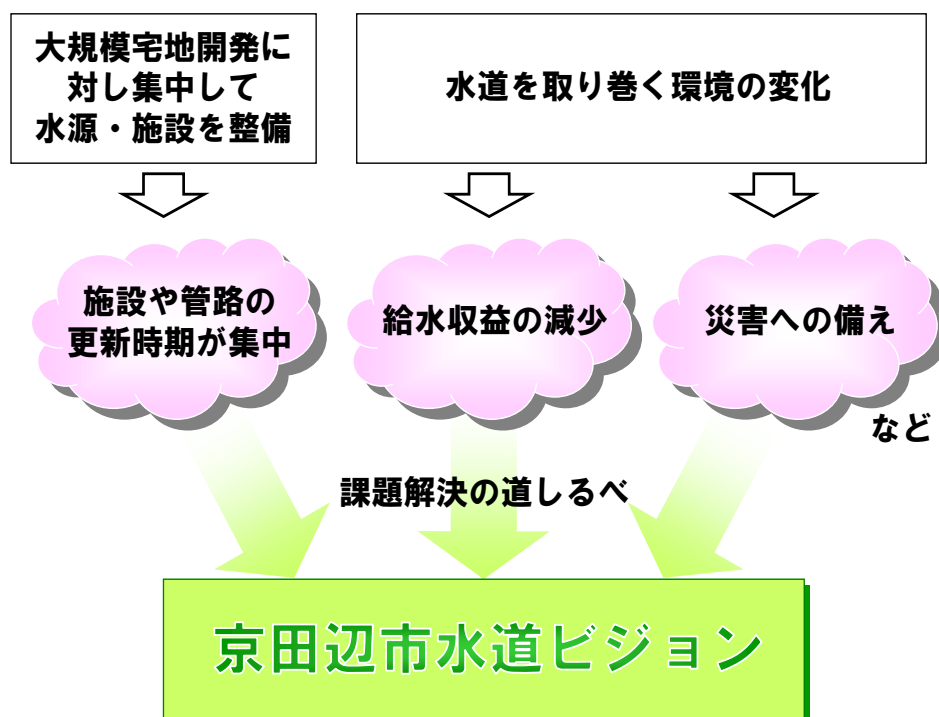 大規模宅地開発に
対し集中して
水源・施設を整備
水道を取り巻く環境の変化
施設や管路の
更新時期が集中
給水収益の減少
災害への備え
など
課題解決の道しるべ
京田辺市水道ビジョン